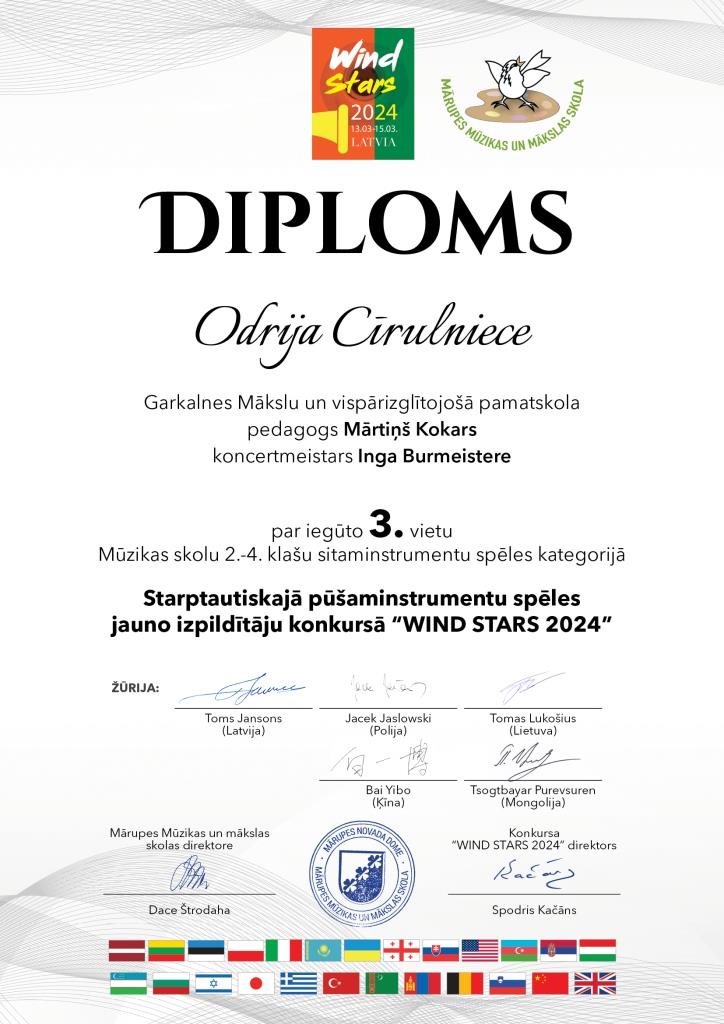 Wind
Stars
2024
13.03-15.03.
LATVIA
MĀRUPES MŪZIKAS UN MĀKSLAS SKOLA
DIPLOMS
Odrija Cīrulniece
Garkalnes Mākslu un vispārizglītojošā pamatskola
pedagogs Mārtiņš Kokars
koncertmeistars Inga Burmeistere
par iegūto 3. vietu
Mūzikas skolu 2.-4. klašu sitaminstrumentu spēles kategorijā
Starptautiskajā pūšaminstrumentu spēles
jauno izpildītāju konkursā “WIND STARS 2024”
ŽŪRIJA:
Toms Jansons
(Latvija)
Jacek Jaslowski
(Polija)
Tomas Lukošius
(Lietuva)
白一博
Bai Yibo
(Ķīna)
Tsogtbayar Purevsuren
(Mongolija)
Mārupes Mūzikas un mākslas
skolas direktore
Dace Štrodaha
MĀRUPES NOVADA DOME
MĀRUPES MŪZIKAS UN MĀKSLAS SKOLA
Konkursa
“WIND STARS 2024” direktors
Kačāns
Spodris Kačāns